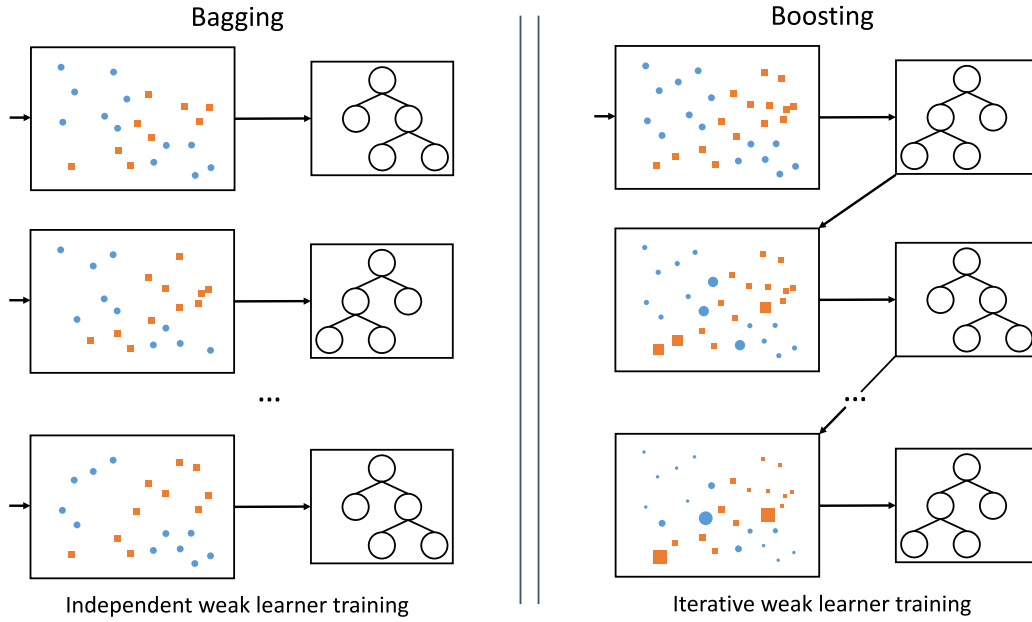 Bagging
Boosting
...
...
Independent weak learner training
Iterative weak learner training